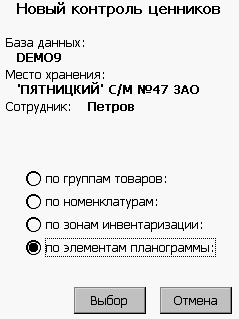 Новый контроль ценников
База данных:
DEMO9
Место хранения:
'ПЯТНИЦКИЙ' С/М №47 ЗАО
Сотрудник: Петров
по группам товаров:
по номенклатурам:
по зонам инвентаризации:
по элементам планограммы:
Выбор Отмена